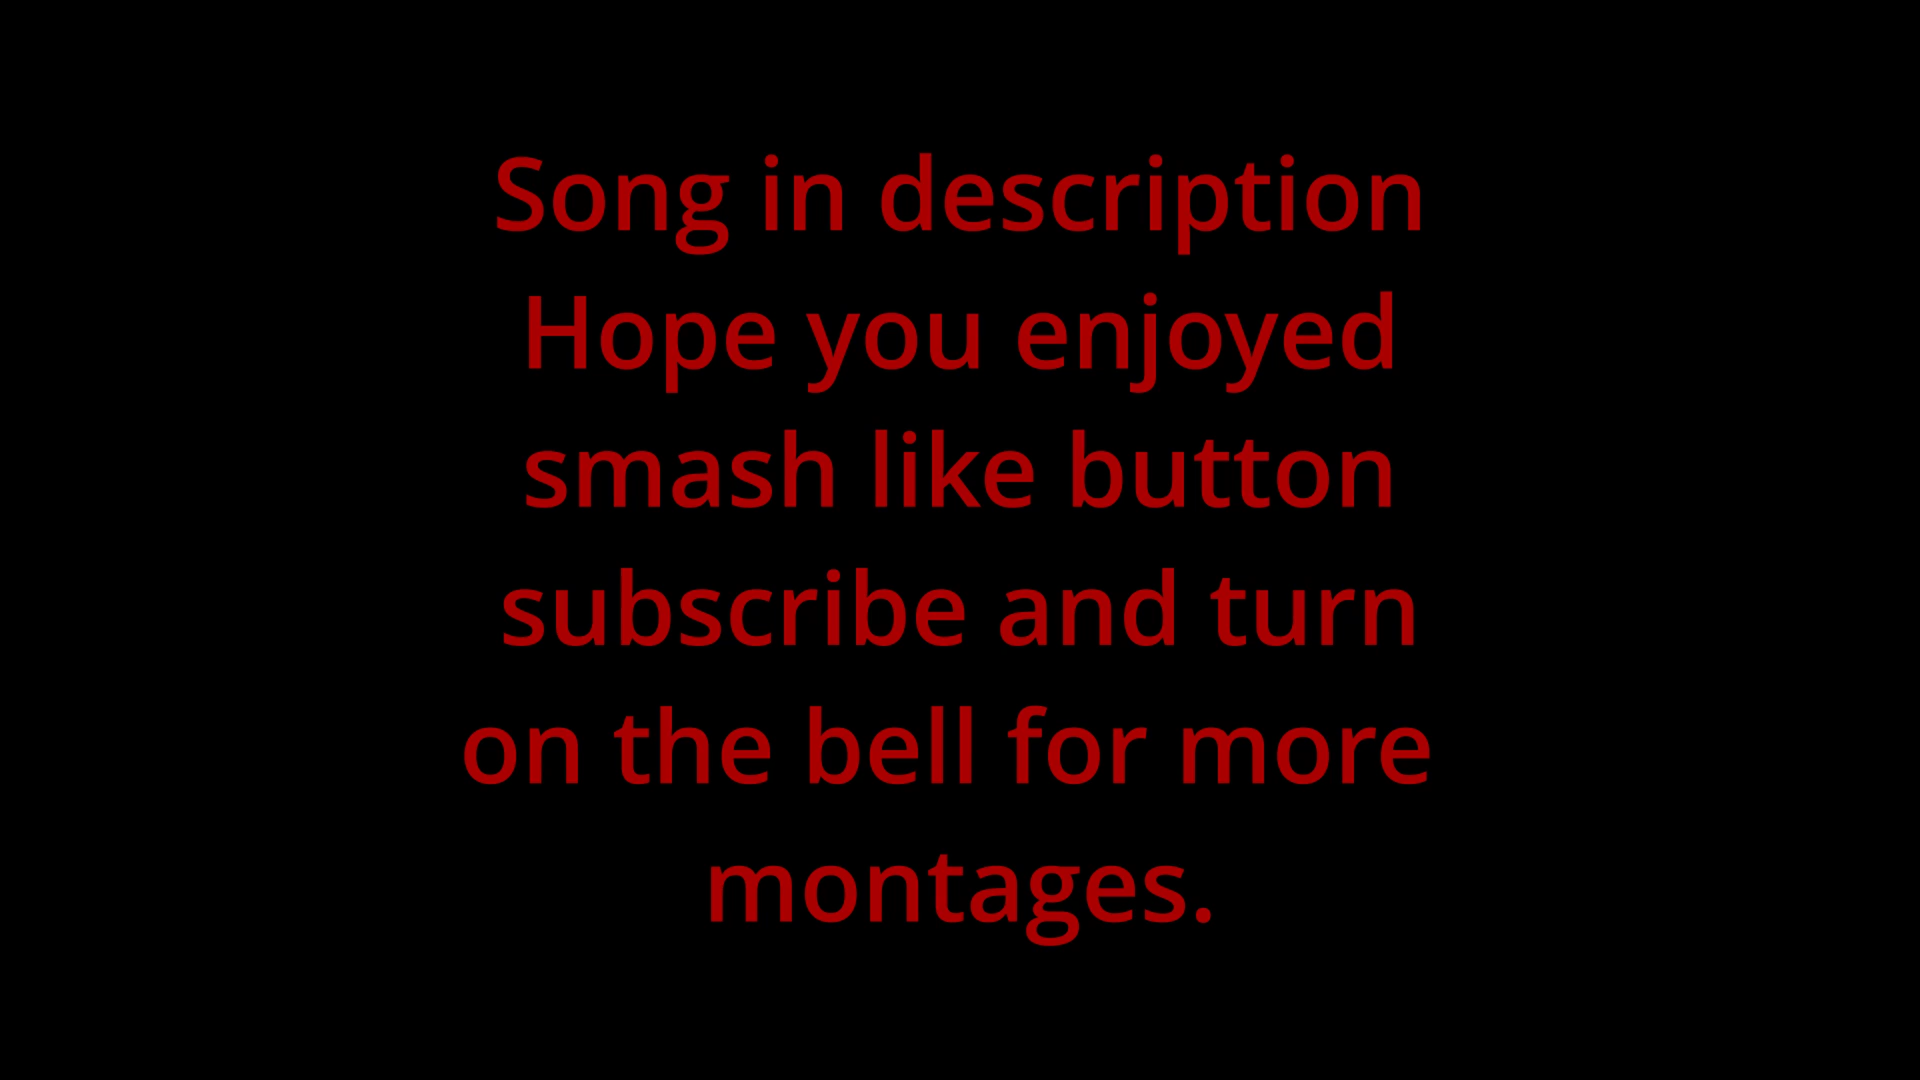 Song in description
Hope you enjoyed
smash like button
subscribe and turn
on the bell for more
montages.